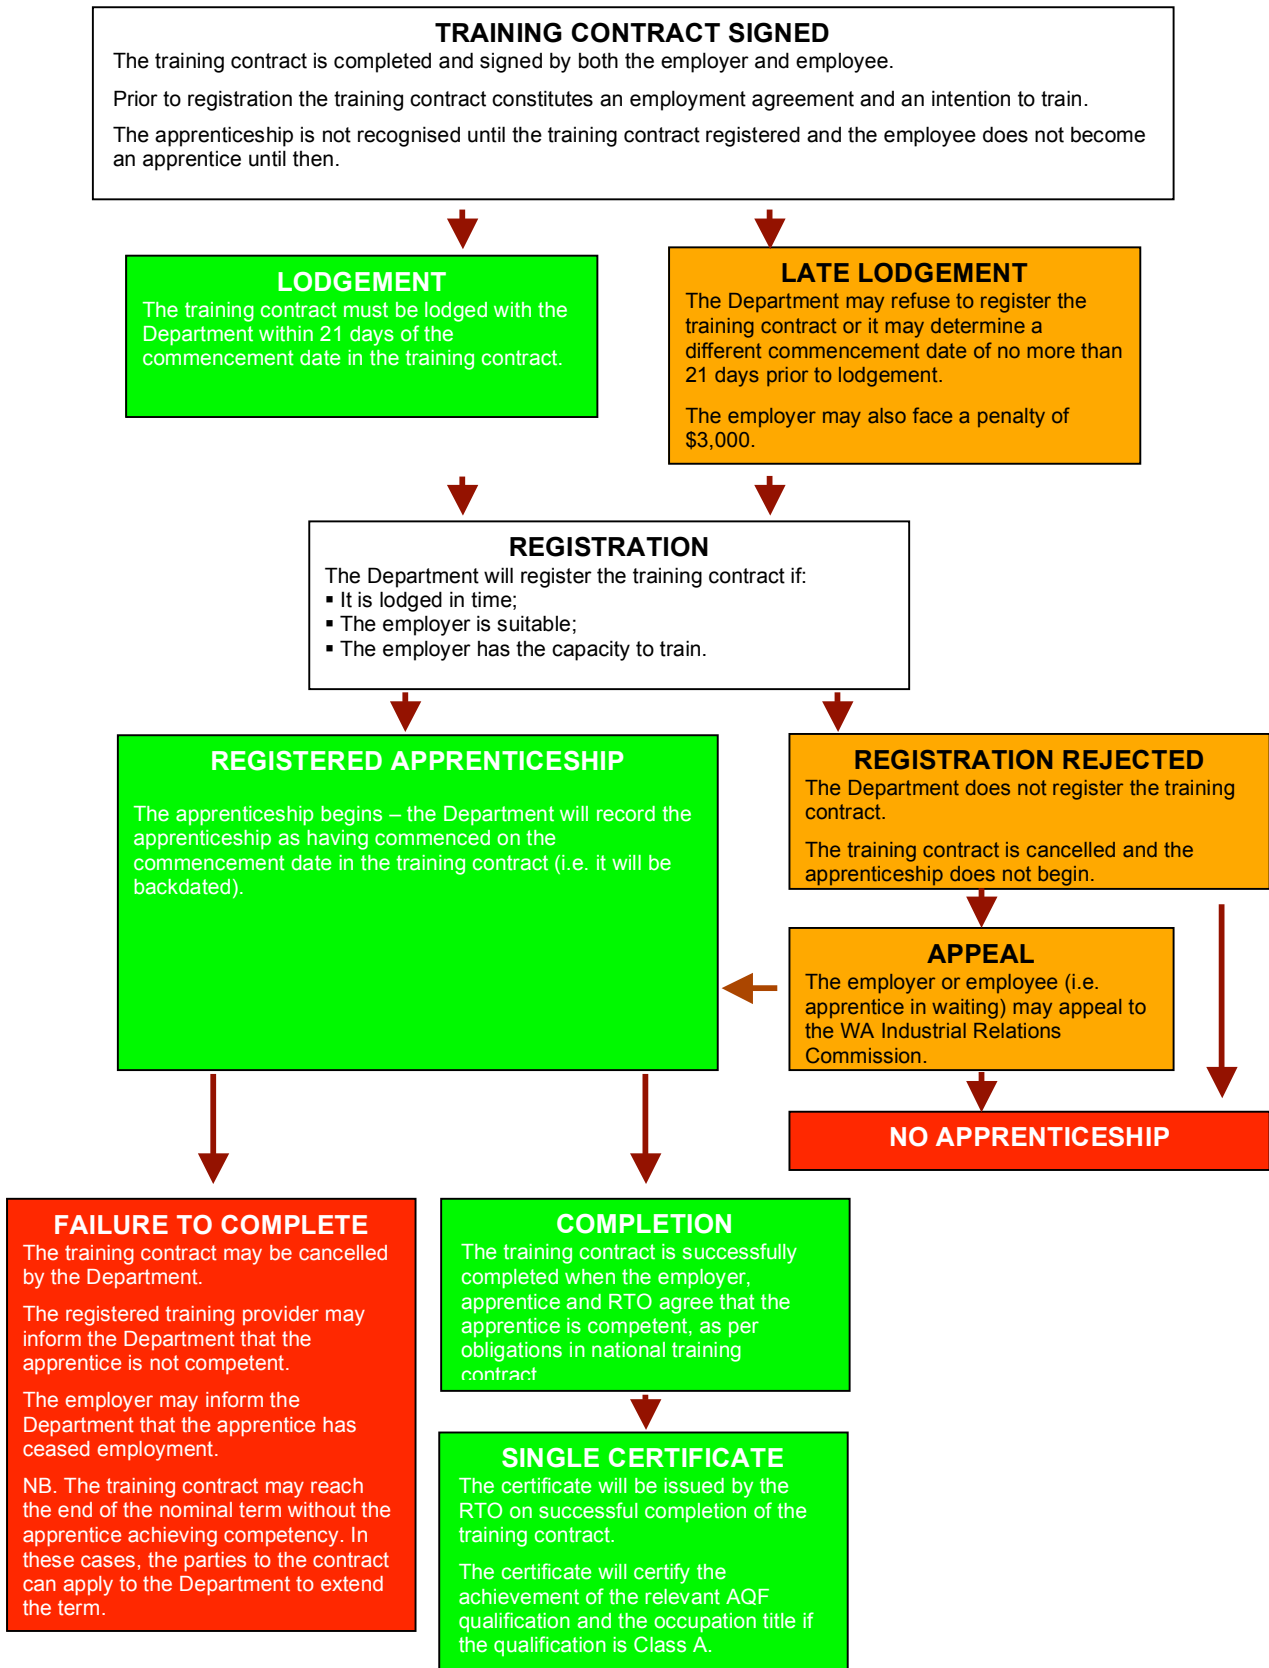 TRAINING CONTRACT SIGNED
The training contract is completed and signed by both the employer and employee.
Prior to registration the training contract constitutes an employment agreement and an intention to train.
The apprenticeship is not recognised until the training contract registered and the employee does not become
an apprentice until then.
LODGEMENT
The training contract must be lodged with the
Department within 21 days of the
commencement date in the training contract.
LATE LODGEMENT
The Department may refuse to register the
training contract or it may determine a
different commencement date of no more than
21 days prior to lodgement.
The employer may also face a penalty of
$3,000.
REGISTRATION
The Department will register the training contract if:
▪ It is lodged in time;
▪ The employer is suitable;
▪ The employer has the capacity to train.
REGISTERED APPRENTICESHIP
The apprenticeship begins – the Department will record the
apprenticeship as having commenced on the
commencement date in the training contract (i.e. it will be
backdated).
REGISTRATION REJECTED
The Department does not register the training
contract.
The training contract is cancelled and the
apprenticeship does not begin.
APPEAL
The employer or employee (i.e.
apprentice in waiting) may appeal to
the WA Industrial Relations
Commission.
NO APPRENTICESHIP
FAILURE TO COMPLETE
The training contract may be cancelled
by the Department.
The registered training provider may
inform the Department that the
apprentice is not competent.
The employer may inform the
Department that the apprentice has
ceased employment.
NB. The training contract may reach
the end of the nominal term without the
apprentice achieving competency. In
these cases, the parties to the contract
can apply to the Department to extend
the term.
COMPLETION
The training contract is successfully
completed when the employer,
apprentice and RTO agree that the
apprentice is competent, as per
obligations in national training
contract
SINGLE CERTIFICATE
The certificate will be issued by the
RTO on successful completion of the
training contract.
The certificate will certify the
achievement of the relevant AQF
qualification and the occupation title if
the qualification is Class A.